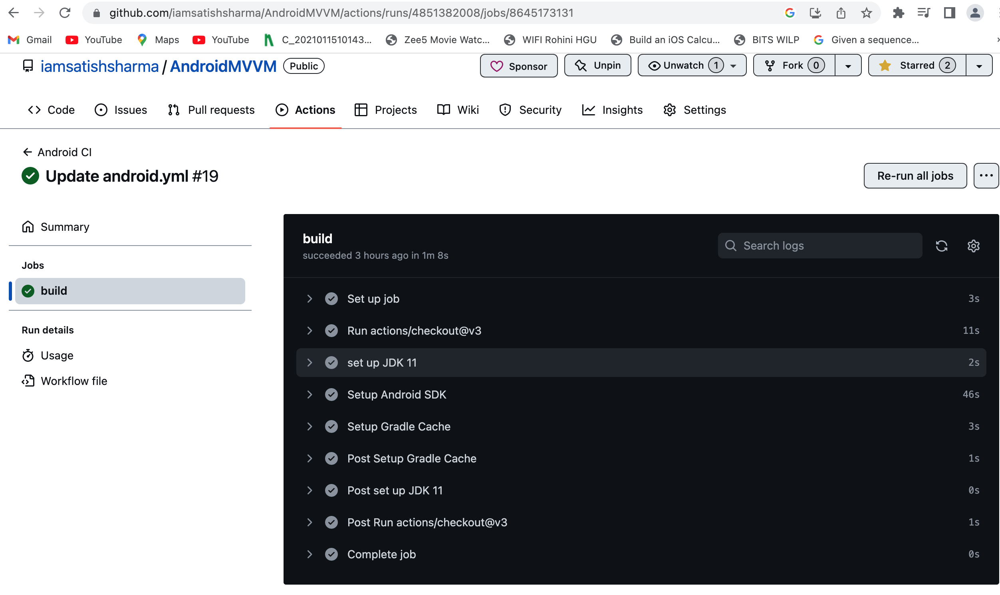 github.com/iamsatishsharma/AndroidMVVM/actions/runs/4851382008/jobs/8645173131
Gmail YouTube Maps YouTube C_2021011510143... Zee5 Movie Watc... WIFI Rohini HGU Build an iOS Calcu... BITS WILP Given a sequence...
iamsatishsharma / AndroidMVVM Public Sponsor Unpin Unwatch 1 Fork 0 Starred 2
Code Issues Pull requests Actions Projects Wiki Security Insights Settings
Android CI
Update android.yml #19 Re-run all jobs
Summary
Jobs
build
Run details
Usage
Workflow file
build
succeeded 3 hours ago in 1m 8s
Search logs
Set up job 3s
Run actions/checkout@v3 11s
set up JDK 11 2s
Setup Android SDK 46s
Setup Gradle Cache 3s
Post Setup Gradle Cache 1s
Post set up JDK 11 0s
Post Run actions/checkout@v3 1s
Complete job 0s